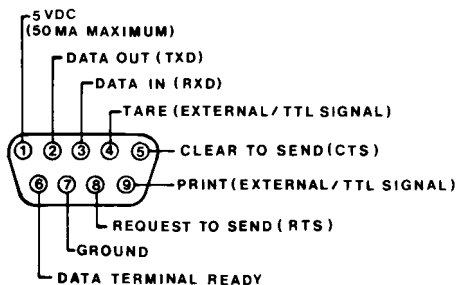 5 VDC
(50 MA MAXIMUM)
DATA OUT (TXD)
DATA IN (RXD)
TARE (EXTERNAL/TTL SIGNAL)
1 2 3 4 5
CLEAR TO SEND (CTS)
6 7 8 9
PRINT (EXTERNAL/TTL SIGNAL)
REQUEST TO SEND (RTS)
GROUND
DATA TERMINAL READY